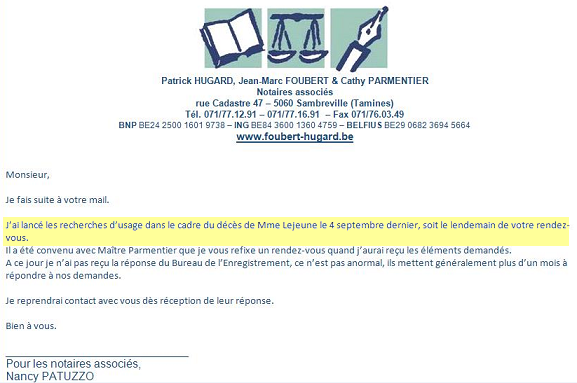 Patrick HUGARD, Jean-Marc FOUBERT & Cathy PARMENTIER
Notaires associés
rue Cadastre 47 – 5060 Sambreville (Tamines)
Tél. 071/77.12.91 – 071/77.16.91 – Fax 071/76.03.49
BNP BE24 2500 1601 9738 – ING BE84 3600 1360 4759 – BELFIUS BE29 0682 3694 5664
www.foubert-hugard.be
Monsieur,
Je fais suite à votre mail.
J'ai lancé les recherches d'usage dans le cadre du décès de Mme Lejeune le 4 septembre dernier, soit le lendemain de votre rendez-
vous.
Il a été convenu avec Maître Parmentier que je vous refixe un rendez-vous quand j'aurai reçu les éléments demandés.
A ce jour je n'ai pas reçu la réponse du Bureau de l'Enregistrement, ce n'est pas anormal, ils mettent généralement plus d'un mois à
répondre à nos demandes.
Je reprendrai contact avec vous dès réception de leur réponse.
Bien à vous.
Pour les notaires associés,
Nancy PATUZZO